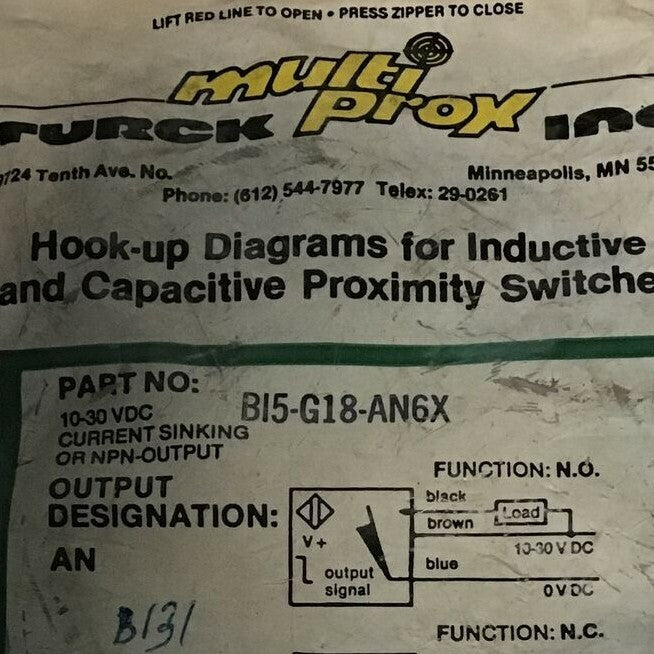 LIFT RED LINE TO OPEN • PRESS ZIPPER TO CLOSE
multi
prox
TURCK inc
9724 Tenth Ave. No.
Minneapolis, MN 55
Phone: (612) 544-7977 Telex: 29-0261
Hook-up Diagrams for Inductive
and Capacitive Proximity Switche
PART NO: BI5-G18-AN6X
10-30 VDC
CURRENT SINKING
OR NPN-OUTPUT
OUTPUT
DESIGNATION:
AN
FUNCTION: N.O.
black
Load
brown
V+
10-30 V DC
blue
output
signal
0 V DC
B131
FUNCTION: N.C.